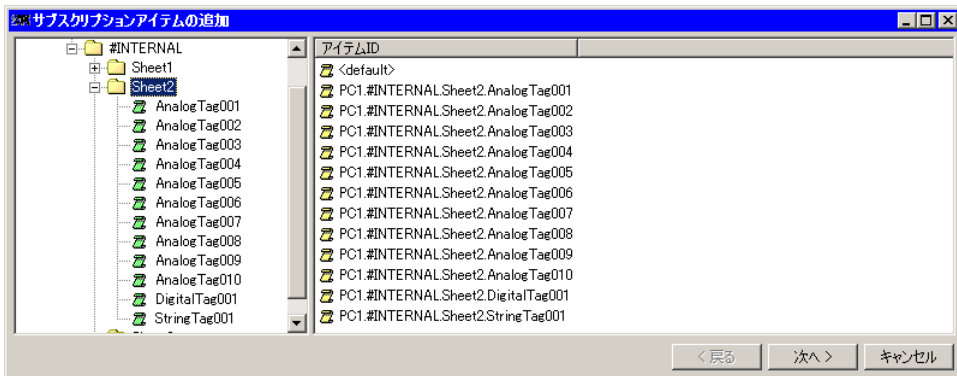 サブスクリプションアイテムの追加
#INTERNAL
Sheet1
Sheet2
AnalogTag001
AnalogTag002
AnalogTag003
AnalogTag004
AnalogTag005
AnalogTag006
AnalogTag007
AnalogTag008
AnalogTag009
AnalogTag010
DigitalTag001
StringTag001
アイテムID
<default>
PC1.#INTERNAL.Sheet2.AnalogTag001
PC1.#INTERNAL.Sheet2.AnalogTag002
PC1.#INTERNAL.Sheet2.AnalogTag003
PC1.#INTERNAL.Sheet2.AnalogTag004
PC1.#INTERNAL.Sheet2.AnalogTag005
PC1.#INTERNAL.Sheet2.AnalogTag006
PC1.#INTERNAL.Sheet2.AnalogTag007
PC1.#INTERNAL.Sheet2.AnalogTag008
PC1.#INTERNAL.Sheet2.AnalogTag009
PC1.#INTERNAL.Sheet2.AnalogTag010
PC1.#INTERNAL.Sheet2.DigitalTag001
PC1.#INTERNAL.Sheet2.StringTag001
< 戻る
次へ >
キャンセル